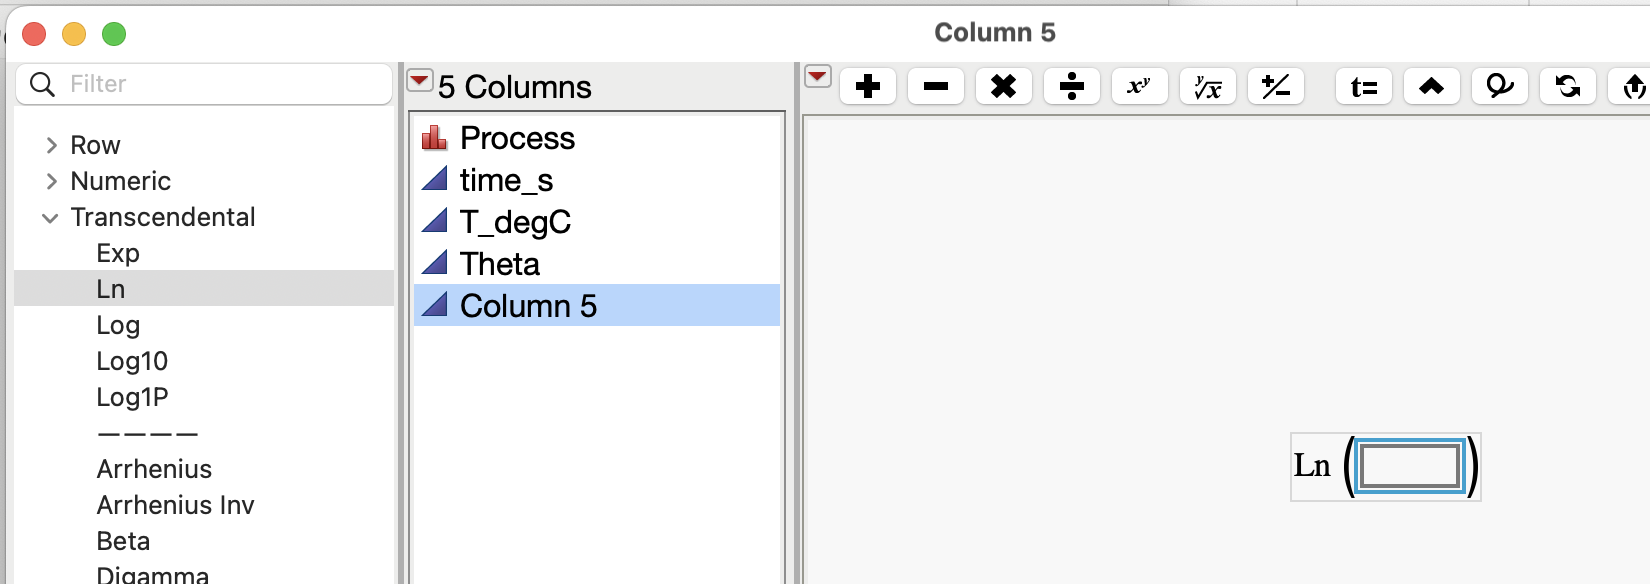 Column 5
Filter
Row
Numeric
Transcendental
Exp
Ln
Log
Log10
Log1P
————
Arrhenius
Arrhenius Inv
Beta
Digamma
5 Columns
Process
time_s
T_degC
Theta
Column 5
xʸ
ʸ√x
+/−
t=
Ln ( )